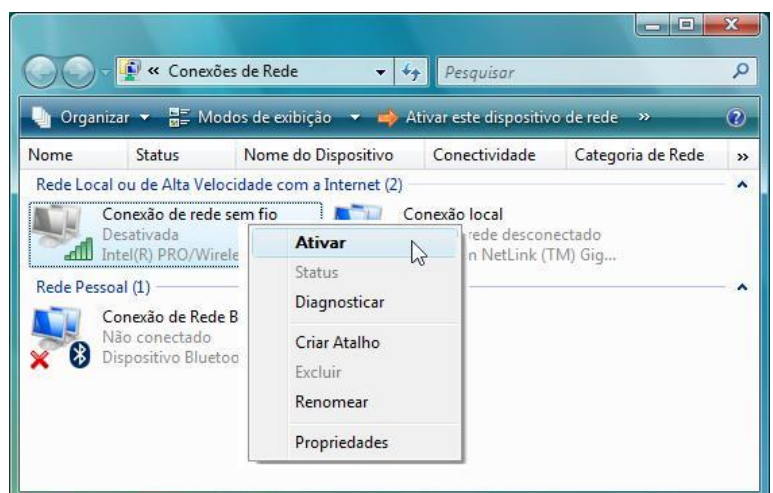 « Conexões de Rede
Pesquisar
Organizar Modos de exibição Ativar este dispositivo de rede »
Nome Status Nome do Dispositivo Conectividade Categoria de Rede »
Rede Local ou de Alta Velocidade com a Internet (2)
Conexão de rede sem fio
Desativada
Intel(R) PRO/Wirele
Conexão local
rede desconectado
n NetLink (TM) Gig...
Rede Pessoal (1)
Conexão de Rede B
Não conectado
Dispositivo Bluetoo
Ativar
Status
Diagnosticar
Criar Atalho
Excluir
Renomear
Propriedades